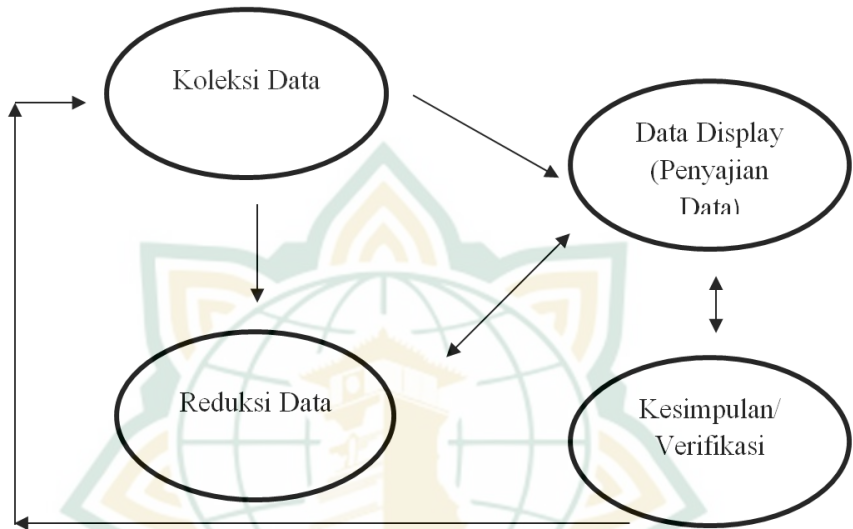 Koleksi Data
Data Display
(Penyajian
Data)
Reduksi Data
Kesimpulan/
Verifikasi